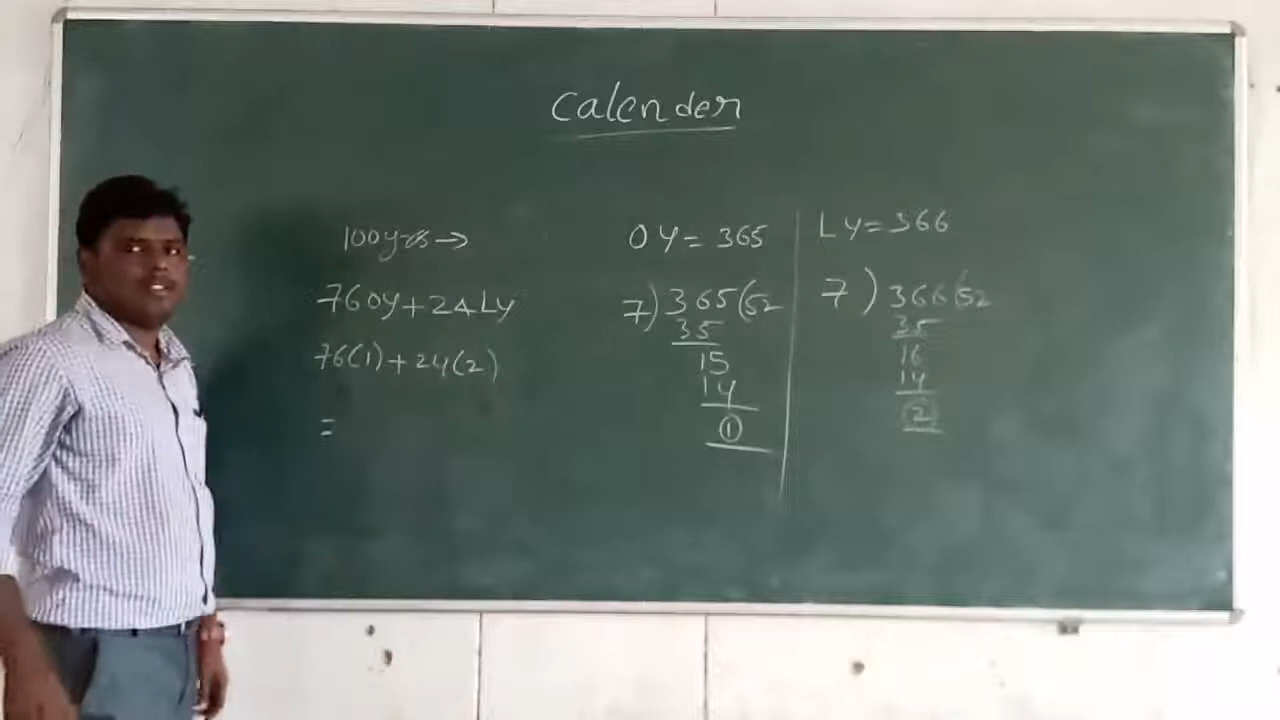 Calender
100yrs →
76 OY + 24 LY
76(1) + 24(2)
=
OY = 365
7) 365 (52
35
15
14
1
LY = 366
7) 366 (52
35
16
14
2